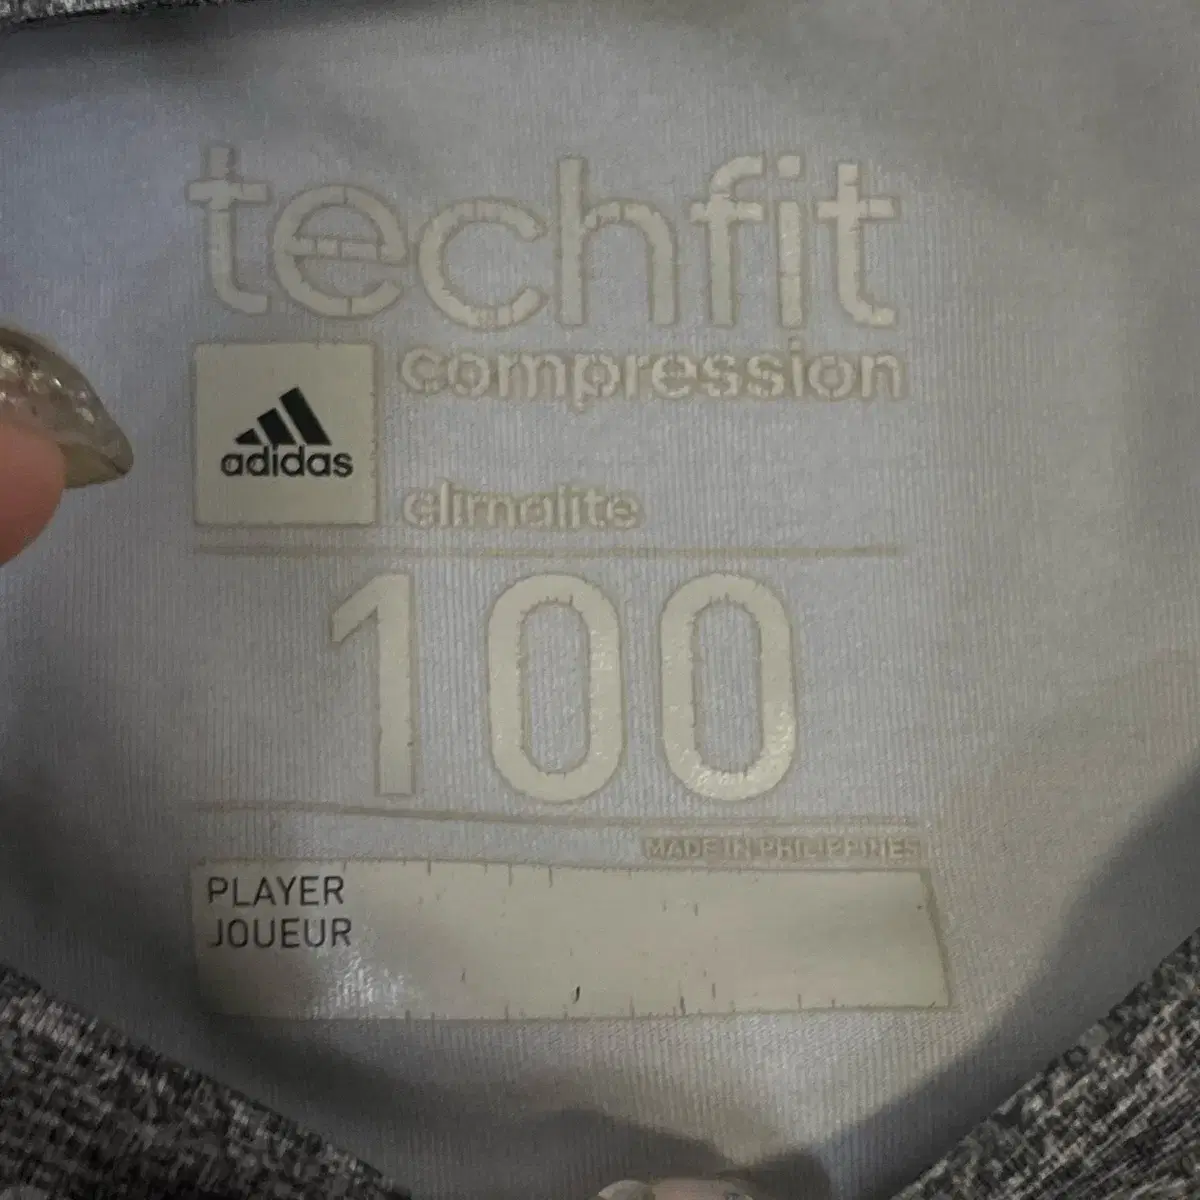 techfit
compression
adidas
climalite
100
MADE IN PHILIPPINES
PLAYER
JOUEUR